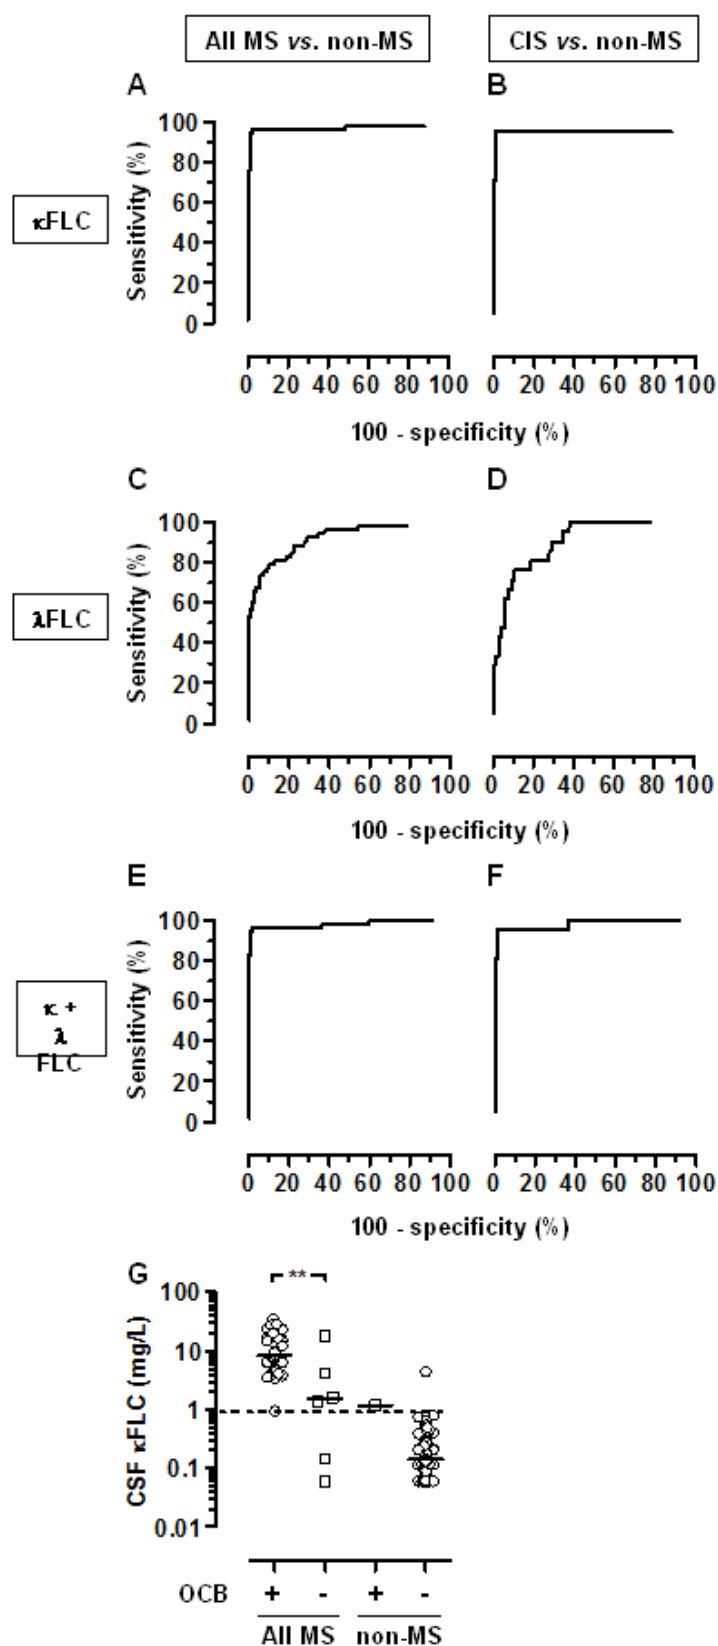 All MS vs. non-MS
CIS vs. non-MS
A
B
κFLC
Sensitivity (%)
100
80
60
40
20
0
0 20 40 60 80 100
0 20 40 60 80 100
100 - specificity (%)
C
D
λFLC
Sensitivity (%)
100
80
60
40
20
0
0 20 40 60 80 100
0 20 40 60 80 100
100 - specificity (%)
E
F
κ +
λ
FLC
Sensitivity (%)
100
80
60
40
20
0
0 20 40 60 80 100
0 20 40 60 80 100
100 - specificity (%)
G
**
CSF κFLC (mg/L)
100
10
1
0.1
0.01
OCB + - + -
All MS non-MS